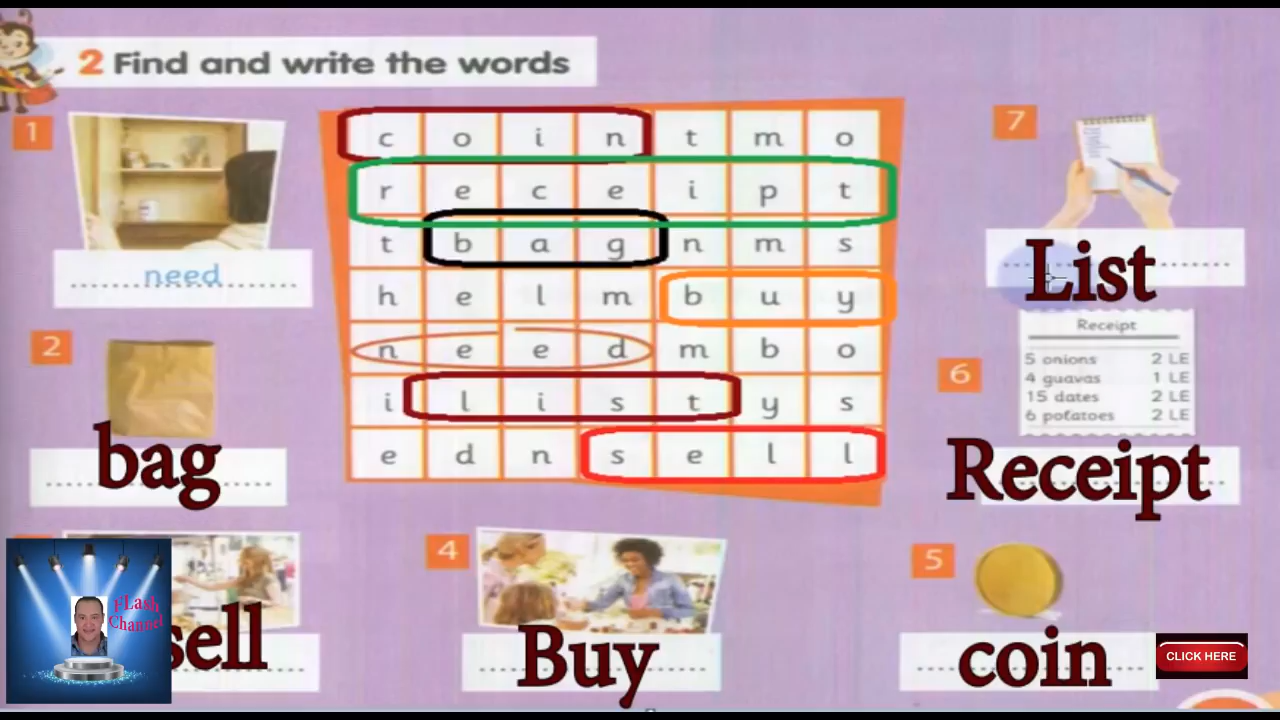 2 Find and write the words
1
need
2
bag
sell
c o i n t m o
r e c e i p t
t b a g n m s
h e l m b u y
n e e d m b o
i l i s t y s
e d n s e l l
4
Buy
7
List
6
Receipt
5 onions 2 LE
4 guavas 1 LE
15 dates 2 LE
6 potatoes 2 LE
Receipt
5
coin
FLash
Channel
CLICK HERE